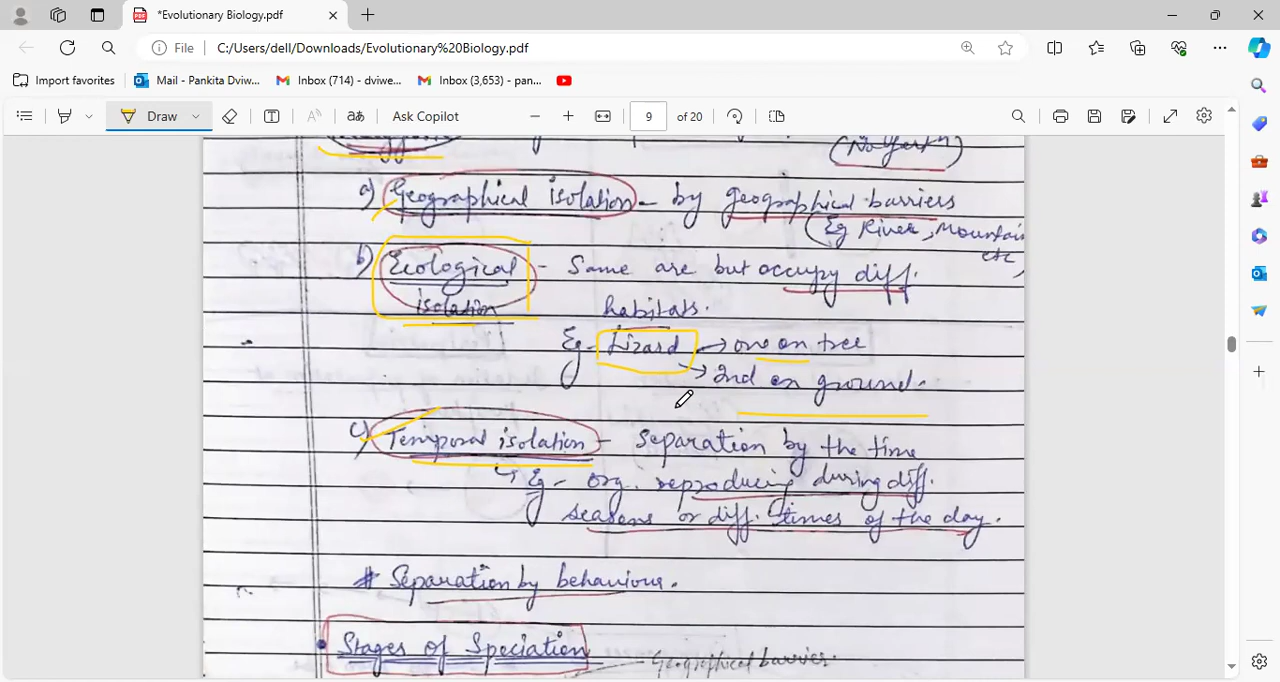 *Evolutionary Biology.pdf
File C:/Users/dell/Downloads/Evolutionary%20Biology.pdf
Import favorites Mail - Pankita Dviw... Inbox (714) - dviwe... Inbox (3,653) - pan...
Draw aあ Ask Copilot 9 of 20
a) Geographical isolation - by geographical barriers
(Eg River, Mountain
etc)
b) Ecological isolation - Same are but occupy diff.
habitats.
Eg - Lizard → one on tree
→ 2nd on ground.
c) Temporal isolation - Separation by the time
↳ Eg - org. reproducing during diff.
seasons or diff. times of the day.
# Separation by behaviour.
• Stages of Speciation
Geographical barrier.